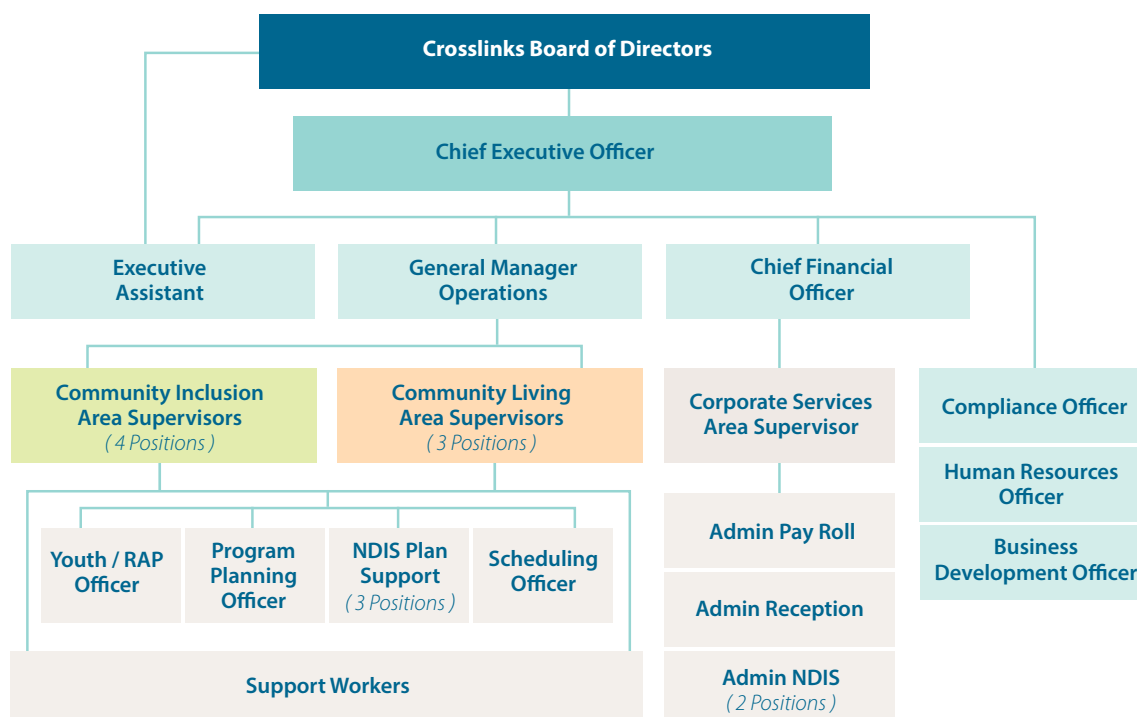 Crosslinks Board of Directors
Chief Executive Officer
Executive
Assistant
General Manager
Operations
Chief Financial
Officer
Community Inclusion
Area Supervisors
( 4 Positions )
Community Living
Area Supervisors
( 3 Positions )
Corporate Services
Area Supervisor
Compliance Officer
Human Resources
Officer
Business
Development Officer
Youth / RAP
Officer
Program
Planning
Officer
NDIS Plan
Support
( 3 Positions )
Scheduling
Officer
Admin Pay Roll
Admin Reception
Admin NDIS
( 2 Positions )
Support Workers